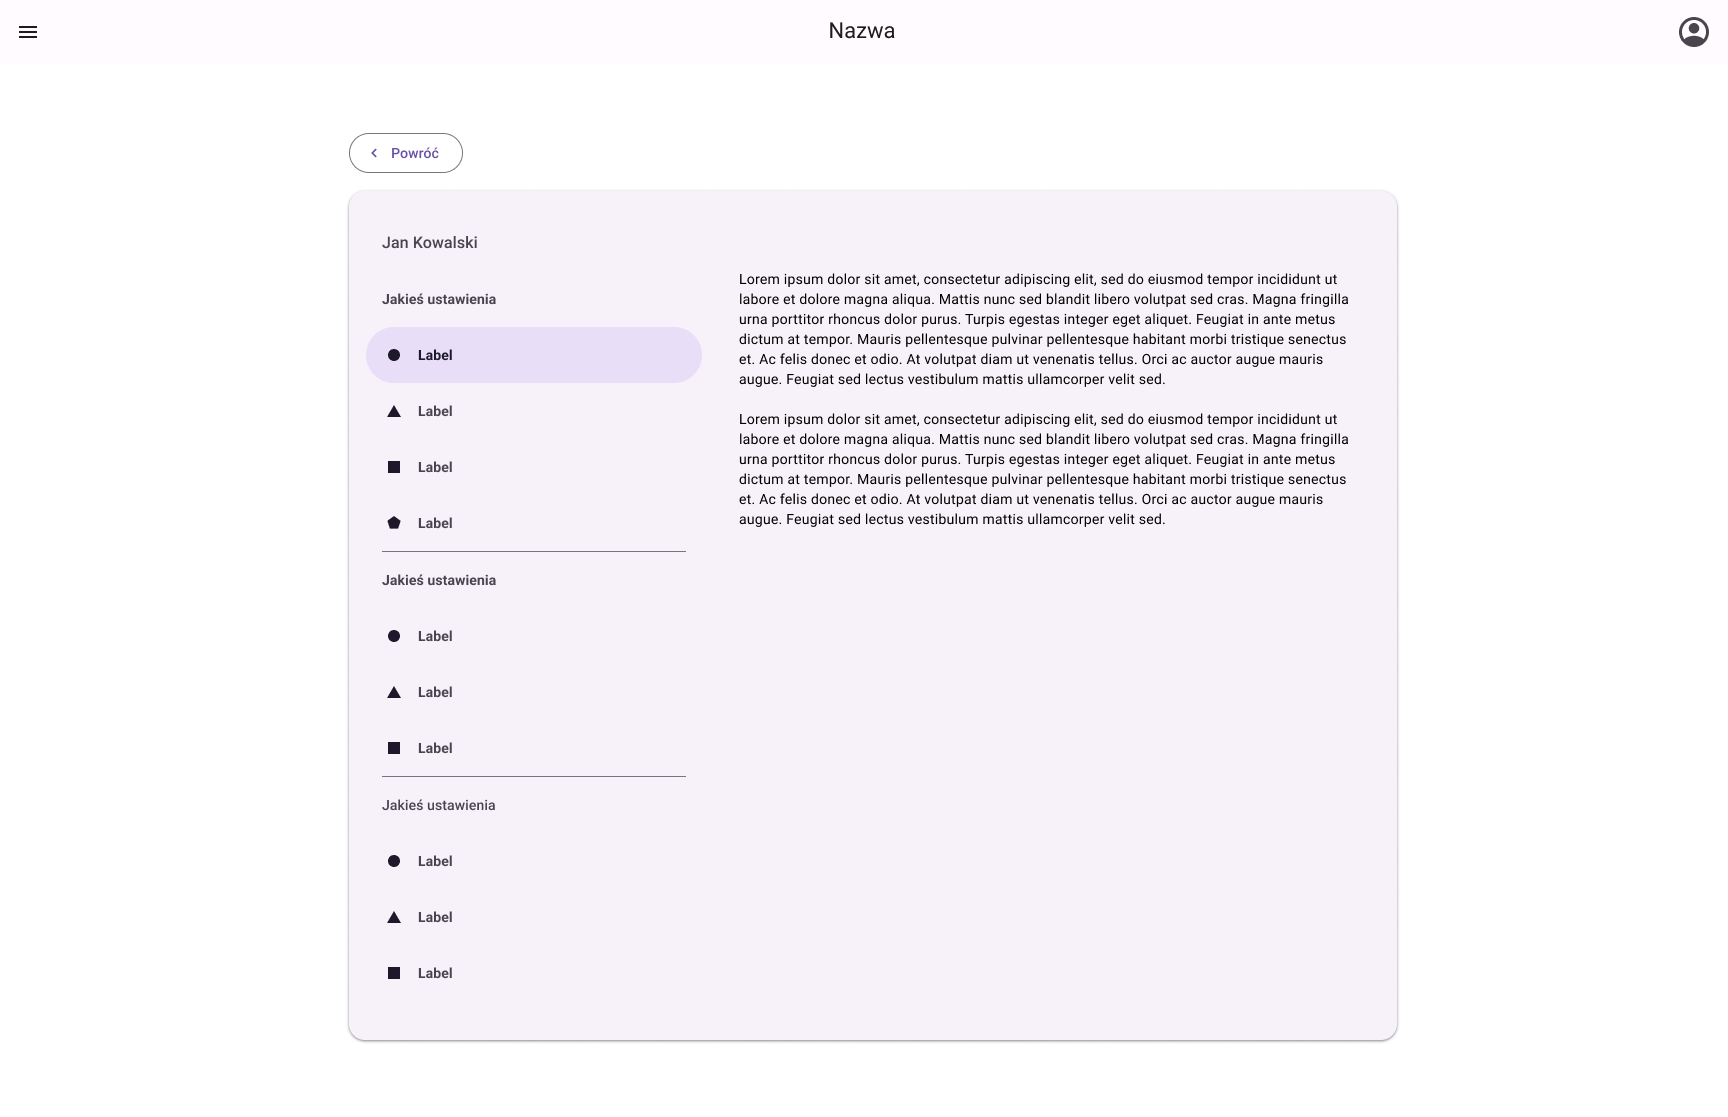 Nazwa
Powróć
Jan Kowalski
Jakieś ustawienia
Label
Label
Label
Label
Jakieś ustawienia
Label
Label
Label
Jakieś ustawienia
Label
Label
Label
Lorem ipsum dolor sit amet, consectetur adipiscing elit, sed do eiusmod tempor incididunt ut
labore et dolore magna aliqua. Mattis nunc sed blandit libero volutpat sed cras. Magna fringilla
urna porttitor rhoncus dolor purus. Turpis egestas integer eget aliquet. Feugiat in ante metus
dictum at tempor. Mauris pellentesque pulvinar pellentesque habitant morbi tristique senectus
et. Ac felis donec et odio. At volutpat diam ut venenatis tellus. Orci ac auctor augue mauris
augue. Feugiat sed lectus vestibulum mattis ullamcorper velit sed.
Lorem ipsum dolor sit amet, consectetur adipiscing elit, sed do eiusmod tempor incididunt ut
labore et dolore magna aliqua. Mattis nunc sed blandit libero volutpat sed cras. Magna fringilla
urna porttitor rhoncus dolor purus. Turpis egestas integer eget aliquet. Feugiat in ante metus
dictum at tempor. Mauris pellentesque pulvinar pellentesque habitant morbi tristique senectus
et. Ac felis donec et odio. At volutpat diam ut venenatis tellus. Orci ac auctor augue mauris
augue. Feugiat sed lectus vestibulum mattis ullamcorper velit sed.